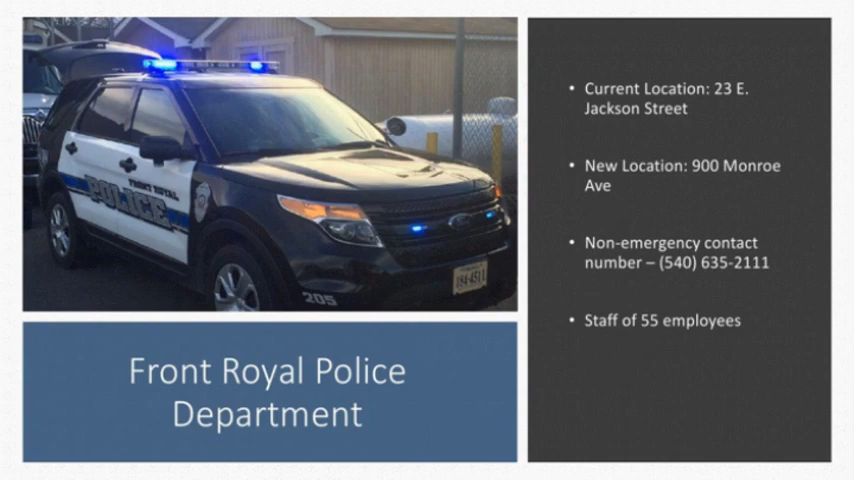 FRONT ROYAL
POLICE
205
Front Royal Police
Department
• Current Location: 23 E.
Jackson Street
• New Location: 900 Monroe
Ave
• Non-emergency contact
number – (540) 635-2111
• Staff of 55 employees